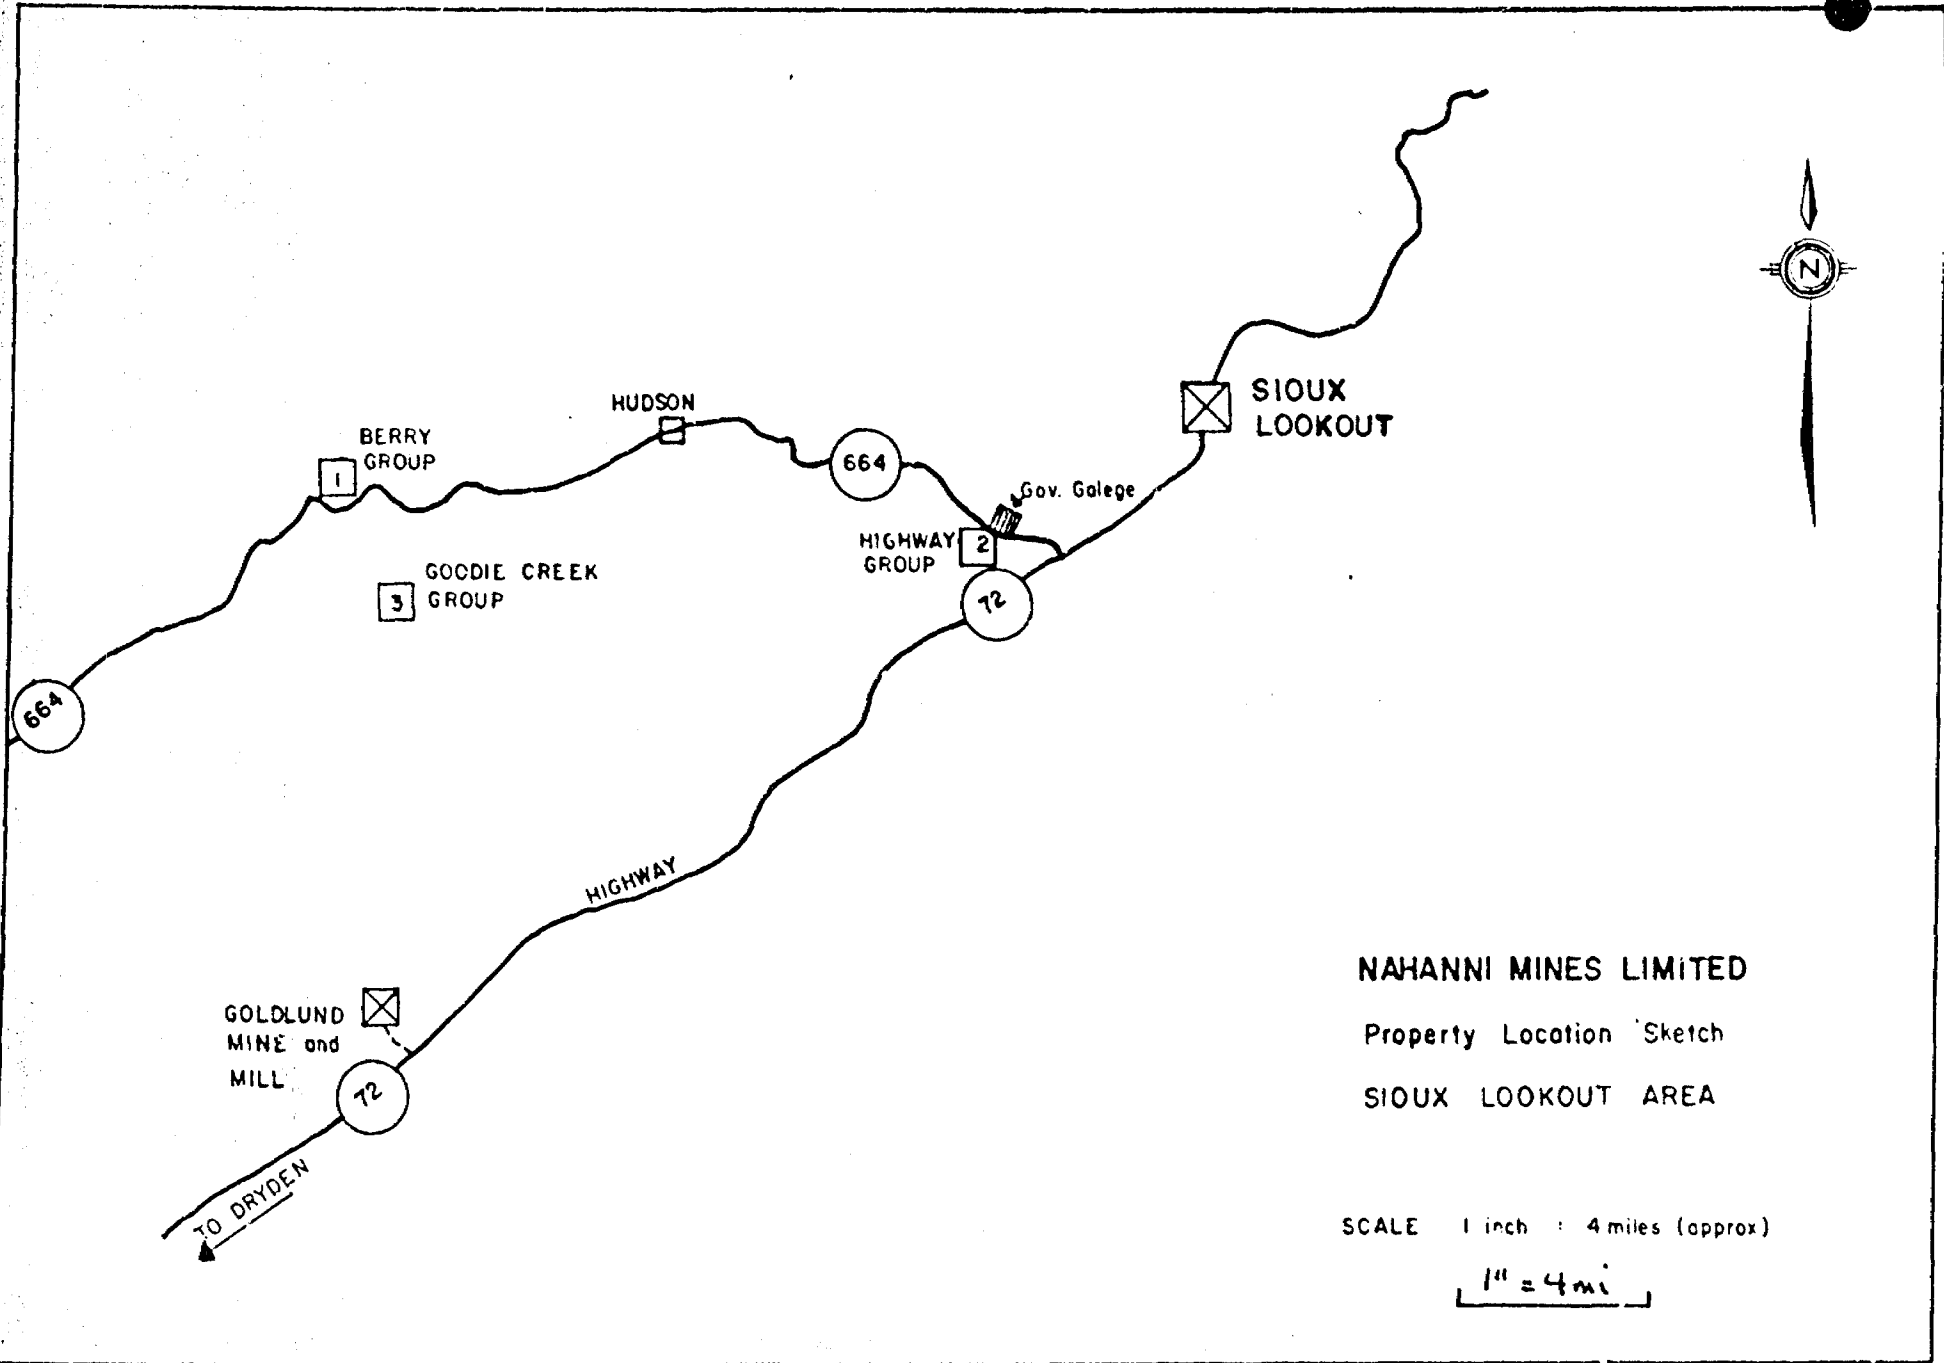 N
SIOUX
LOOKOUT
HUDSON
BERRY
GROUP
1
664
Gov. Galege
HIGHWAY
GROUP
2
GOODIE CREEK
GROUP
3
72
664
HIGHWAY
GOLDLUND
MINE and
MILL
72
TO DRYDEN
NAHANNI MINES LIMITED
Property Location Sketch
SIOUX LOOKOUT AREA
SCALE 1 inch : 4 miles (approx)
1" = 4 mi